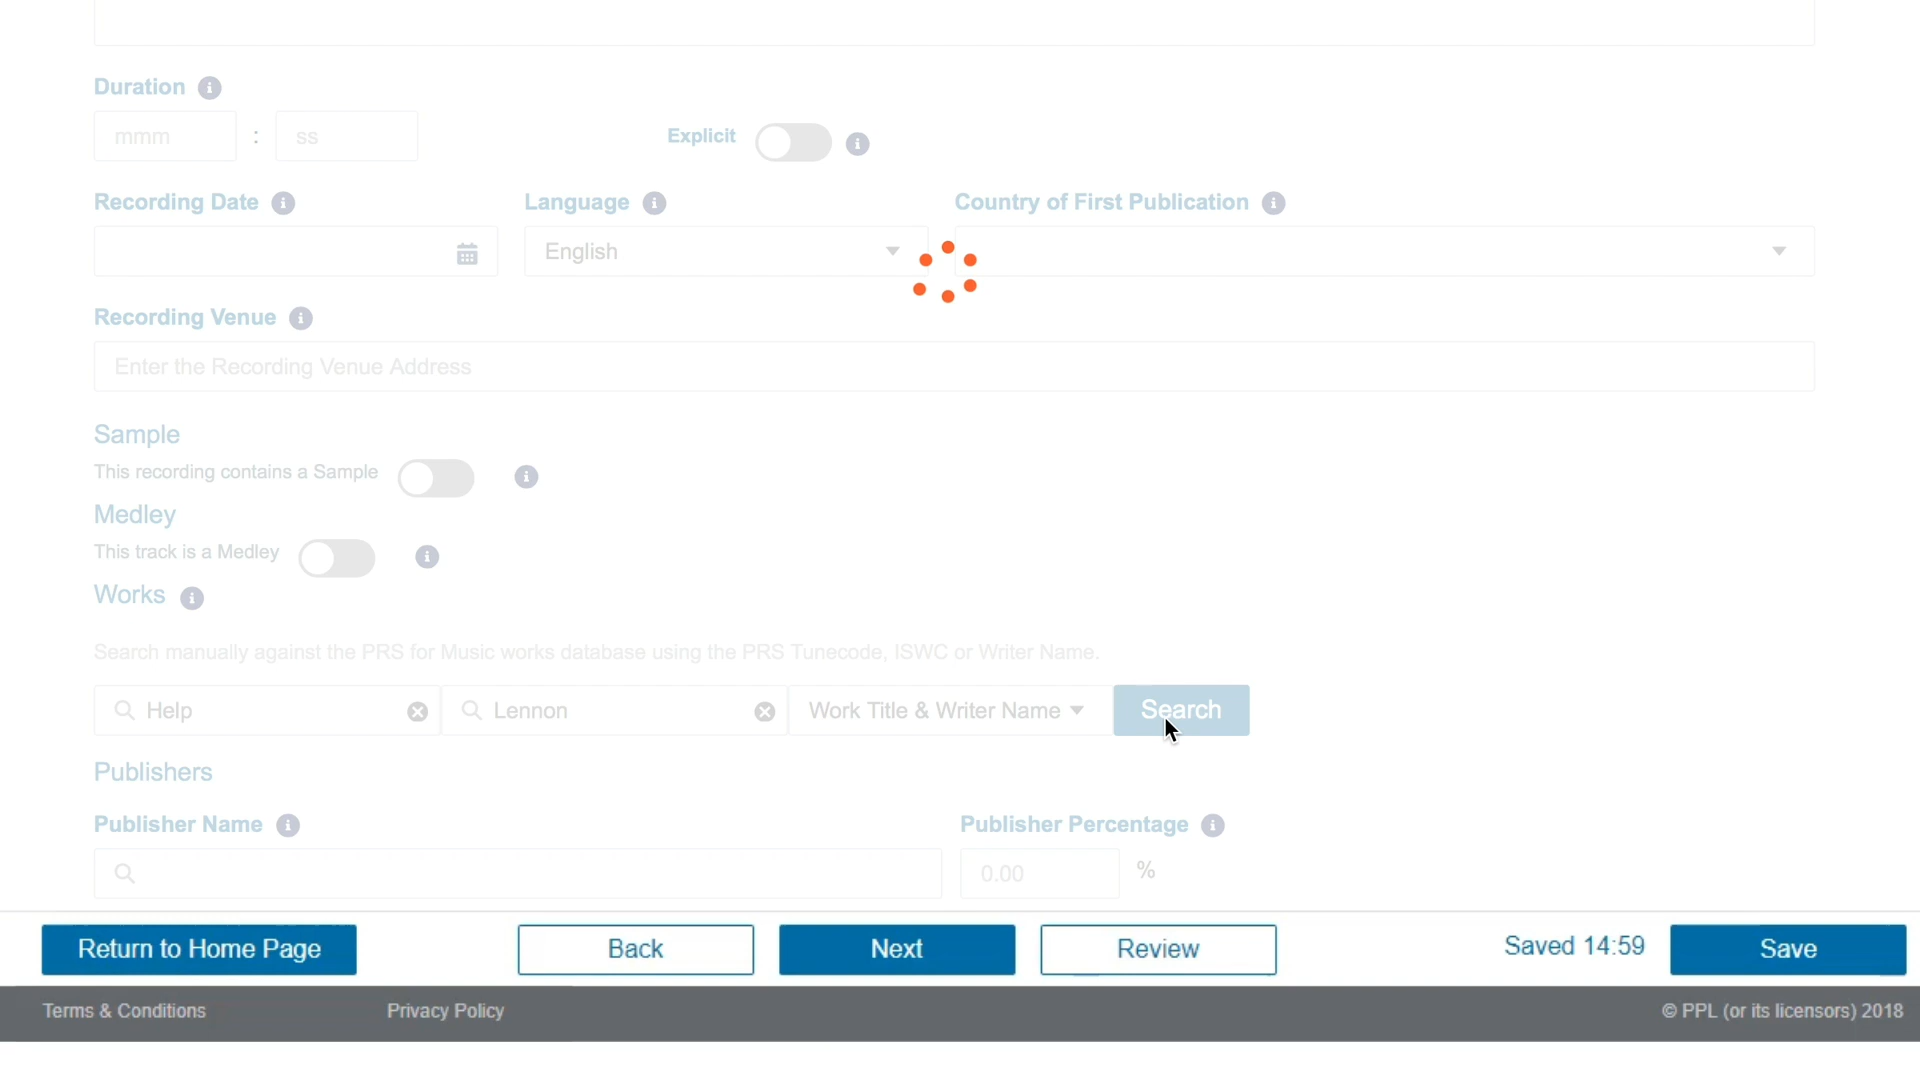 Duration
mmm : ss
Explicit
Recording Date
Language
Country of First Publication
English
Recording Venue
Enter the Recording Venue Address
Sample
This recording contains a Sample
Medley
This track is a Medley
Works
Search manually against the PRS for Music works database using the PRS Tunecode, ISWC or Writer Name.
Help
Lennon
Work Title & Writer Name
Search
Publishers
Publisher Name
Publisher Percentage
0.00 %
Return to Home Page
Back
Next
Review
Saved 14:59
Save
Terms & Conditions
Privacy Policy
© PPL (or its licensors) 2018